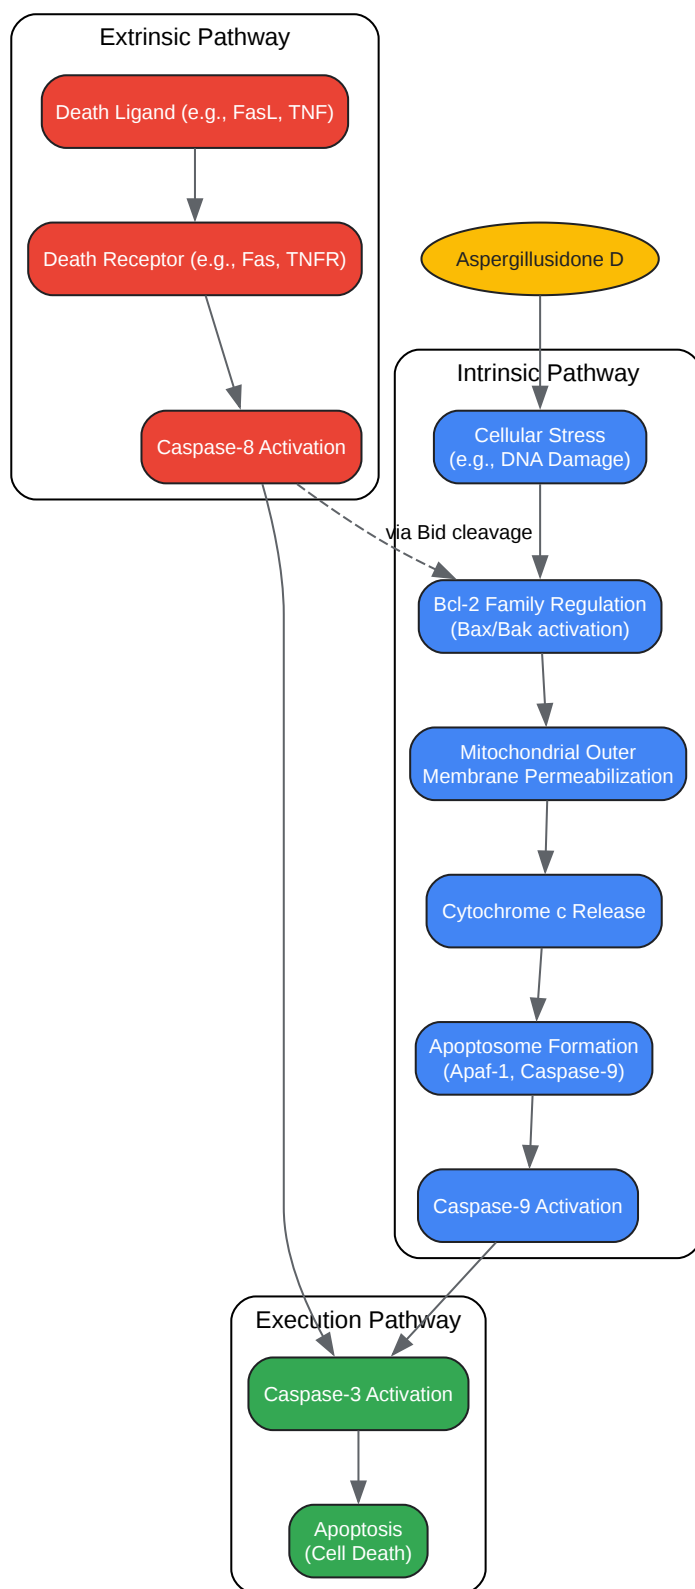 Extrinsic Pathway
Death Ligand (e.g., FasL, TNF)
Death Receptor (e.g., Fas, TNFR)
Caspase-8 Activation
Aspergillusidone D
Intrinsic Pathway
Cellular Stress
(e.g., DNA Damage)
via Bid cleavage
Bcl-2 Family Regulation
(Bax/Bak activation)
Mitochondrial Outer
Membrane Permeabilization
Cytochrome c Release
Apoptosome Formation
(Apaf-1, Caspase-9)
Caspase-9 Activation
Execution Pathway
Caspase-3 Activation
Apoptosis
(Cell Death)